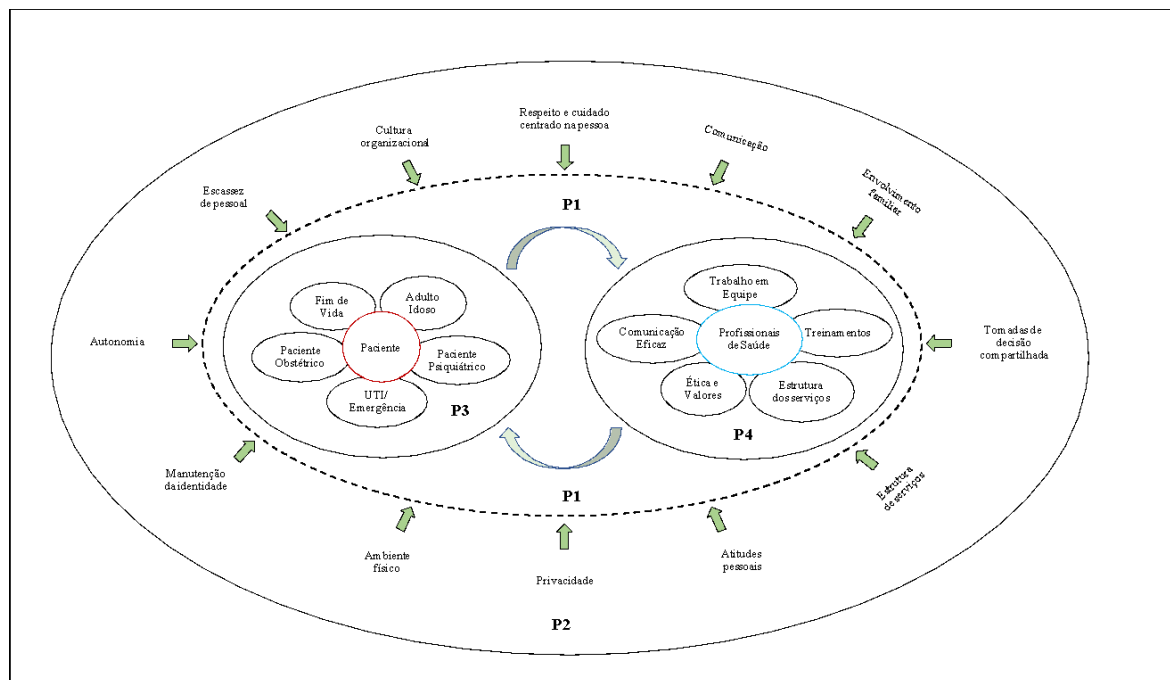 Respeito e cuidado
centrado na pessoa
Cultura
organizacional
Comunicação
Escassez
de pessoal
Envolvimento
familiar
P1
Autonomia
Fim de
Vida
Adulto
Idoso
Paciente
Obstétrico
Paciente
Paciente
Psiquiátrico
UTI/
Emergência
P3
Trabalho em
Equipe
Comunicação
Eficaz
Profissionais
de Saúde
Treinamentos
Ética e
Valores
Estrutura
dos serviços
P4
Tomadas de
decisão
compartilhada
Manutenção
da identidade
P1
Estrutura
de serviços
Ambiente
físico
Privacidade
Atitudes
pessoais
P2